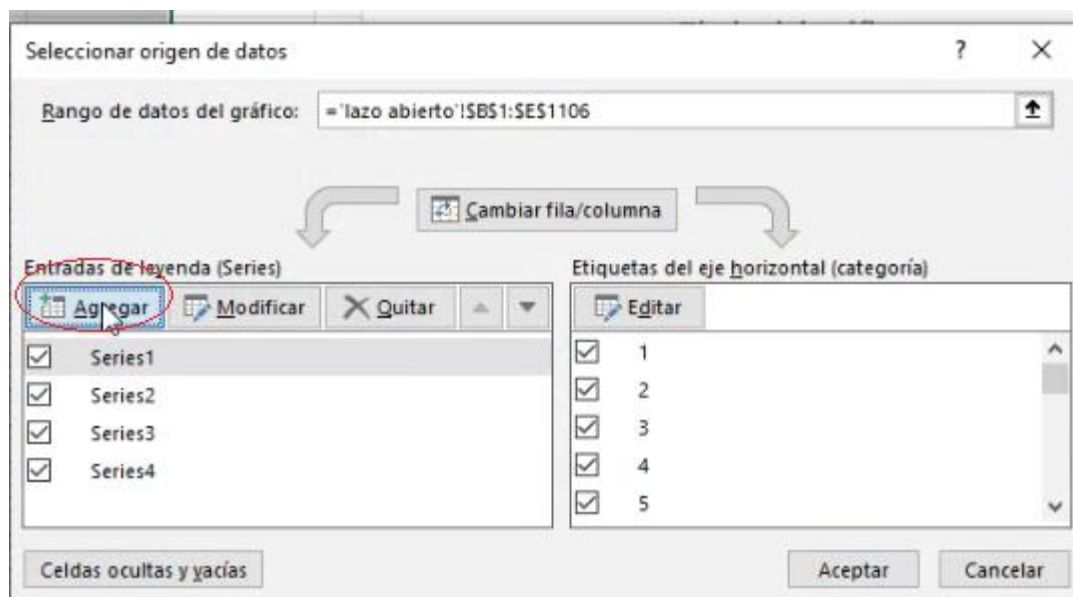 Seleccionar origen de datos
?
Rango de datos del gráfico:
='lazo abierto'!$B$1:$E$1106
Cambiar fila/columna
Entradas de leyenda (Series)
Agregar
Modificar
Quitar
Series1
Series2
Series3
Series4
Etiquetas del eje horizontal (categoría)
Editar
1
2
3
4
5
Celdas ocultas y vacías
Aceptar
Cancelar